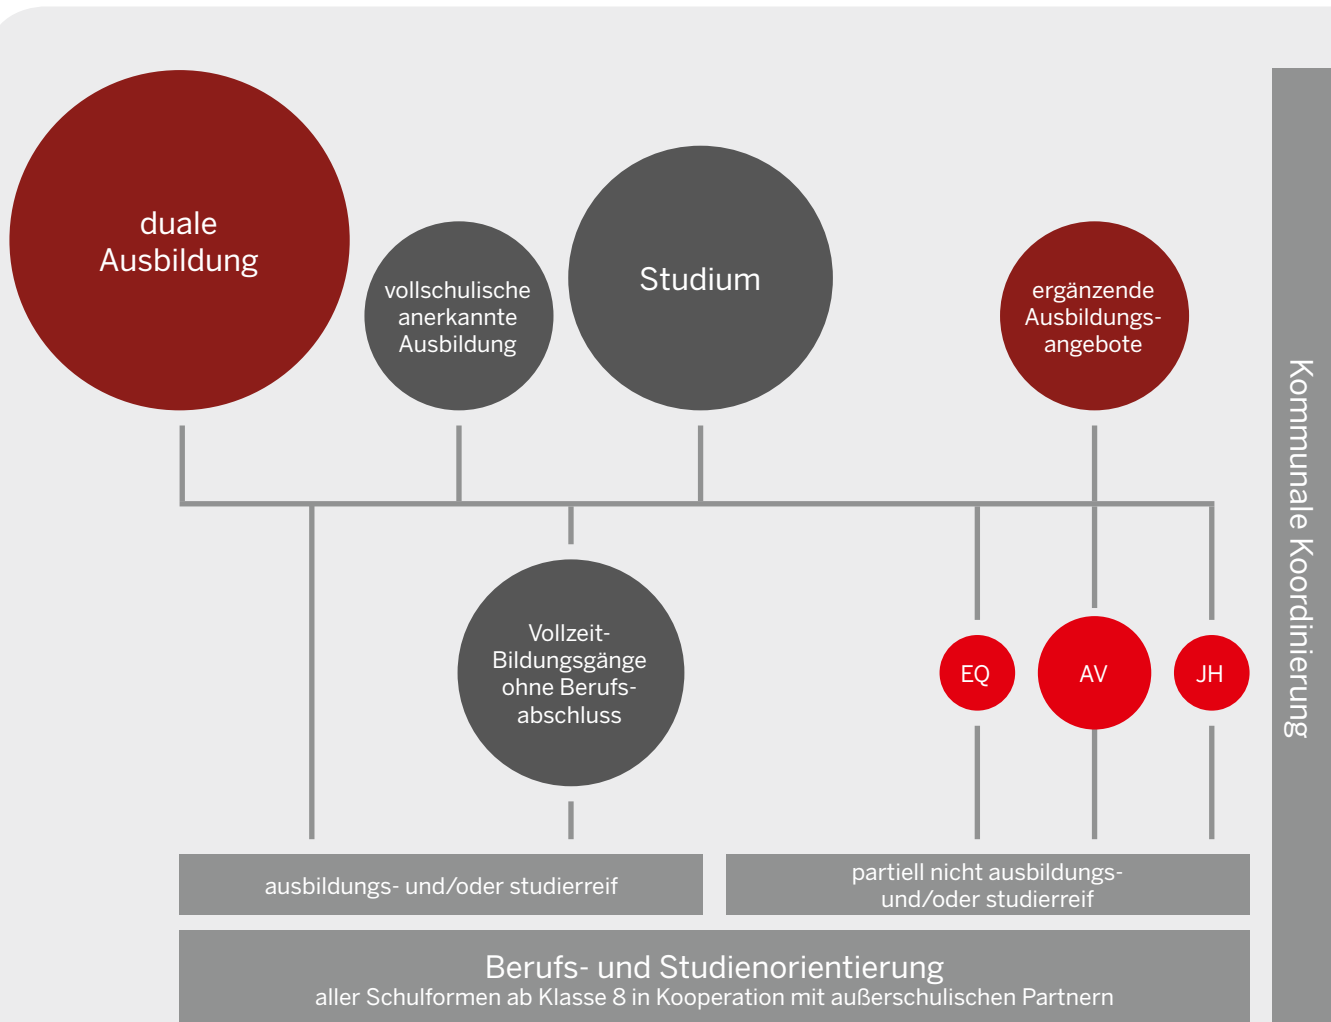 duale
Ausbildung
vollschulische
anerkannte
Ausbildung
Studium
ergänzende
Ausbildungs-
angebote
Kommunale Koordinierung
Vollzeit-
Bildungsgänge
ohne Berufs-
abschluss
EQ
AV
JH
ausbildungs- und/oder studierreif
partiell nicht ausbildungs-
und/oder studierreif
Berufs- und Studienorientierung
aller Schulformen ab Klasse 8 in Kooperation mit außerschulischen Partnern